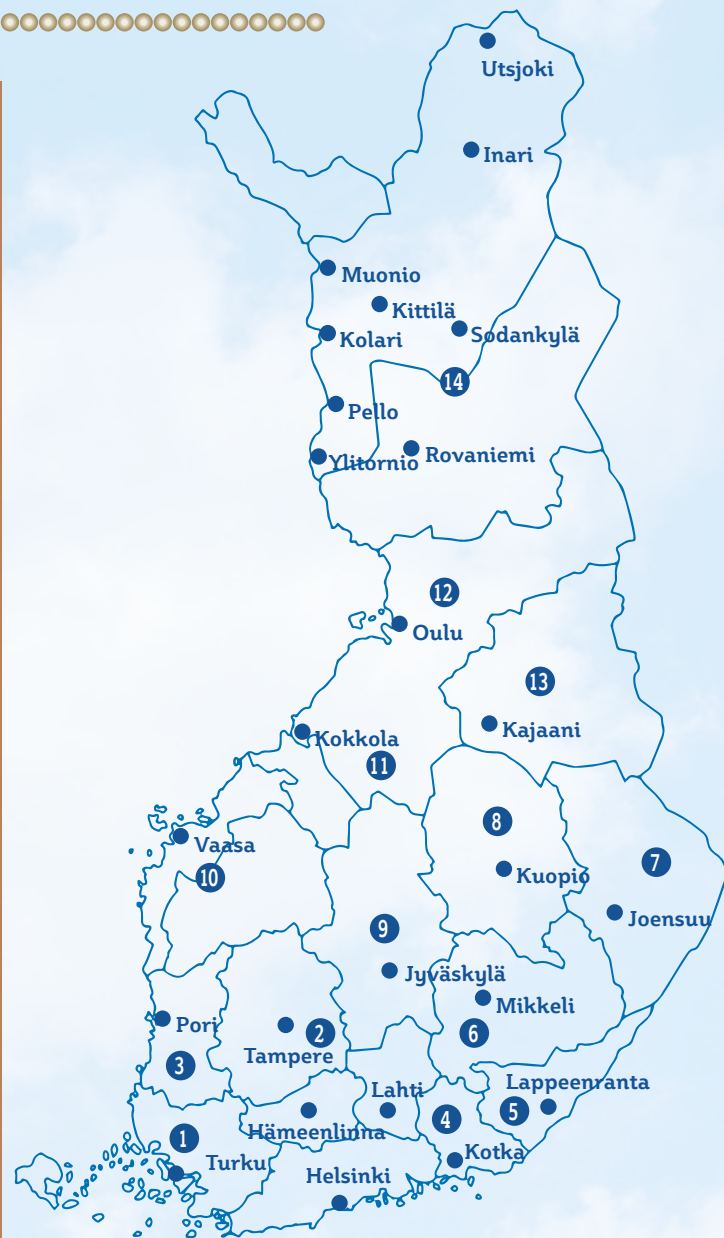 Utsjoki
Inari
Muonio
Kittilä
Sodankylä
Kolari
14
Pello
Rovaniemi
Ylitornio
12
Oulu
13
Kajaani
Kokkola
11
8
Vaasa
7
Kuopio
10
Joensuu
9
Jyväskylä
Mikkeli
Pori
2
6
Tampere
3
Lappeenranta
Lahti
5
4
Hämeenlinna
1
Kotka
Turku
Helsinki